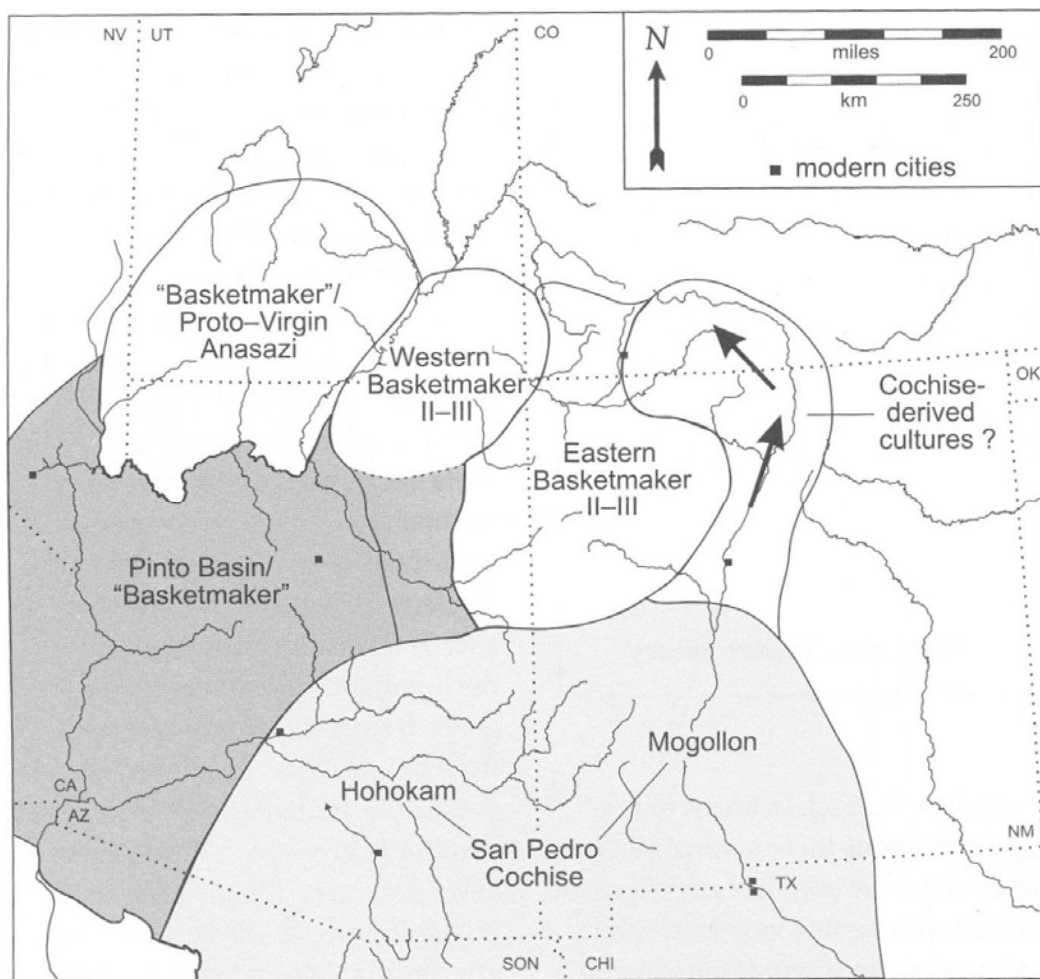 NV
UT
CO
N
0
miles
200
0
km
250
modern cities
"Basketmaker"/
Proto–Virgin
Anasazi
Western
Basketmaker
II–III
OK
Cochise-
derived
cultures ?
Eastern
Basketmaker
II–III
Pinto Basin/
"Basketmaker"
Mogollon
CA
AZ
Hohokam
NM
San Pedro
Cochise
TX
SON
CHI